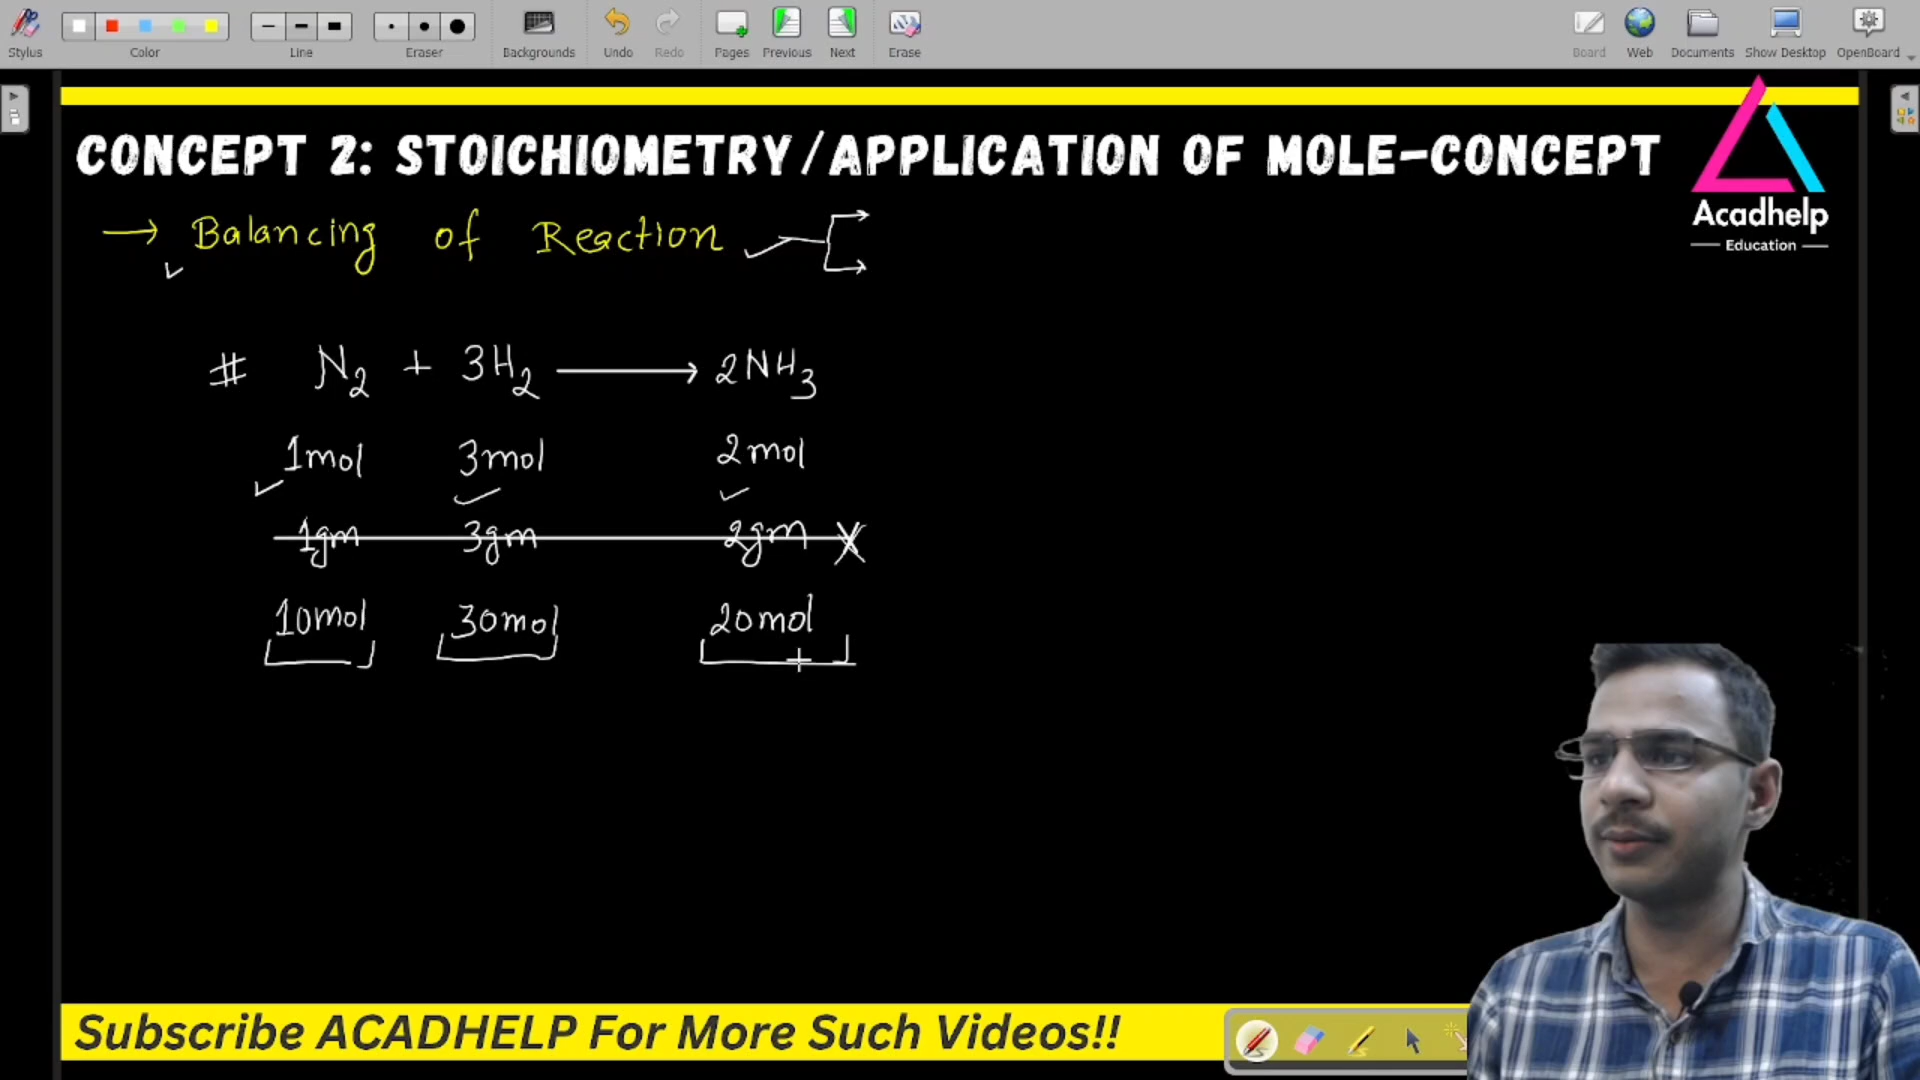 Stylus Color Line Eraser Backgrounds Undo Redo Pages Previous Next Erase Board Web Documents Show Desktop OpenBoard
CONCEPT 2: STOICHIOMETRY/APPLICATION OF MOLE-CONCEPT
Acadhelp
Education
→ Balancing of Reaction
# N₂ + 3H₂ → 2NH₃
1mol 3mol 2mol
1gm 3gm 2gm X
10mol 30mol 20mol
Subscribe ACADHELP For More Such Videos!!